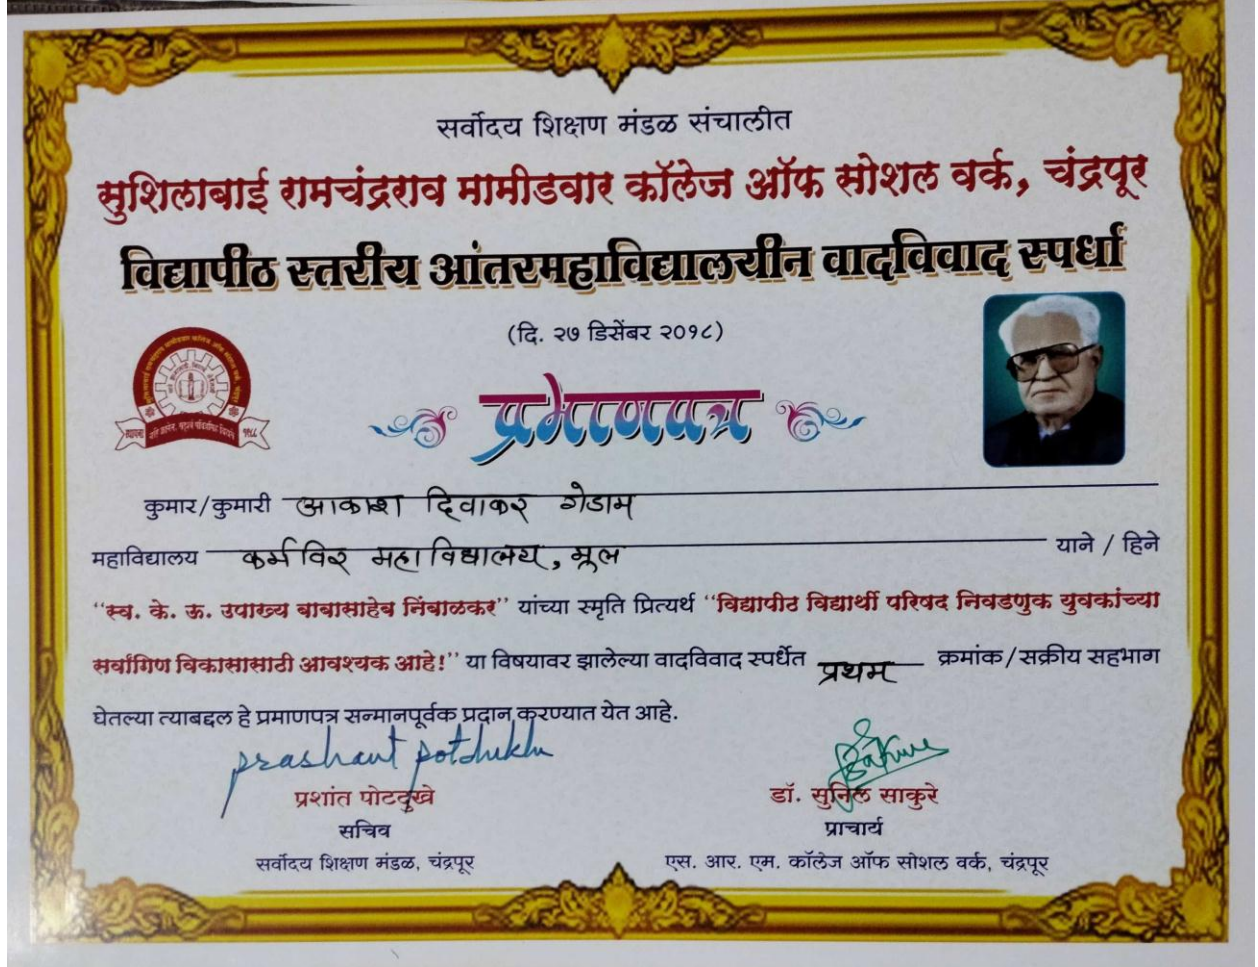 सर्वोदय शिक्षण मंडळ संचालीत
सुशिलाबाई रामचंद्रराव मामीडवार कॉलेज ऑफ सोशल वर्क, चंद्रपूर
विद्यापीठ स्तरीय आंतरमहाविद्यालयीन वादविवाद स्पर्धा
(दि. २७ डिसेंबर २०१८)
प्रमाणपत्र
कुमार/कुमारी आकाश दिवाकर गेडाम
महाविद्यालय कर्मविर महाविद्यालय, मूल याने / हिने
"स्व. के. ऊ. उपाख्य बाबासाहेब निंबाळकर" यांच्या स्मृति प्रित्यर्थ "विद्यापीठ विद्यार्थी परिषद निवडणुक युवकांच्या
सर्वांगिण विकासासाठी आवश्यक आहे!" या विषयावर झालेल्या वादविवाद स्पर्धेत प्रथम क्रमांक/सक्रीय सहभाग
घेतल्या त्याबद्दल हे प्रमाणपत्र सन्मानपूर्वक प्रदान करण्यात येत आहे.
prashant potdukhe
प्रशांत पोटदुखे
सचिव
सर्वोदय शिक्षण मंडळ, चंद्रपूर
डॉ. सुनिल साकुरे
प्राचार्य
एस. आर. एम. कॉलेज ऑफ सोशल वर्क, चंद्रपूर